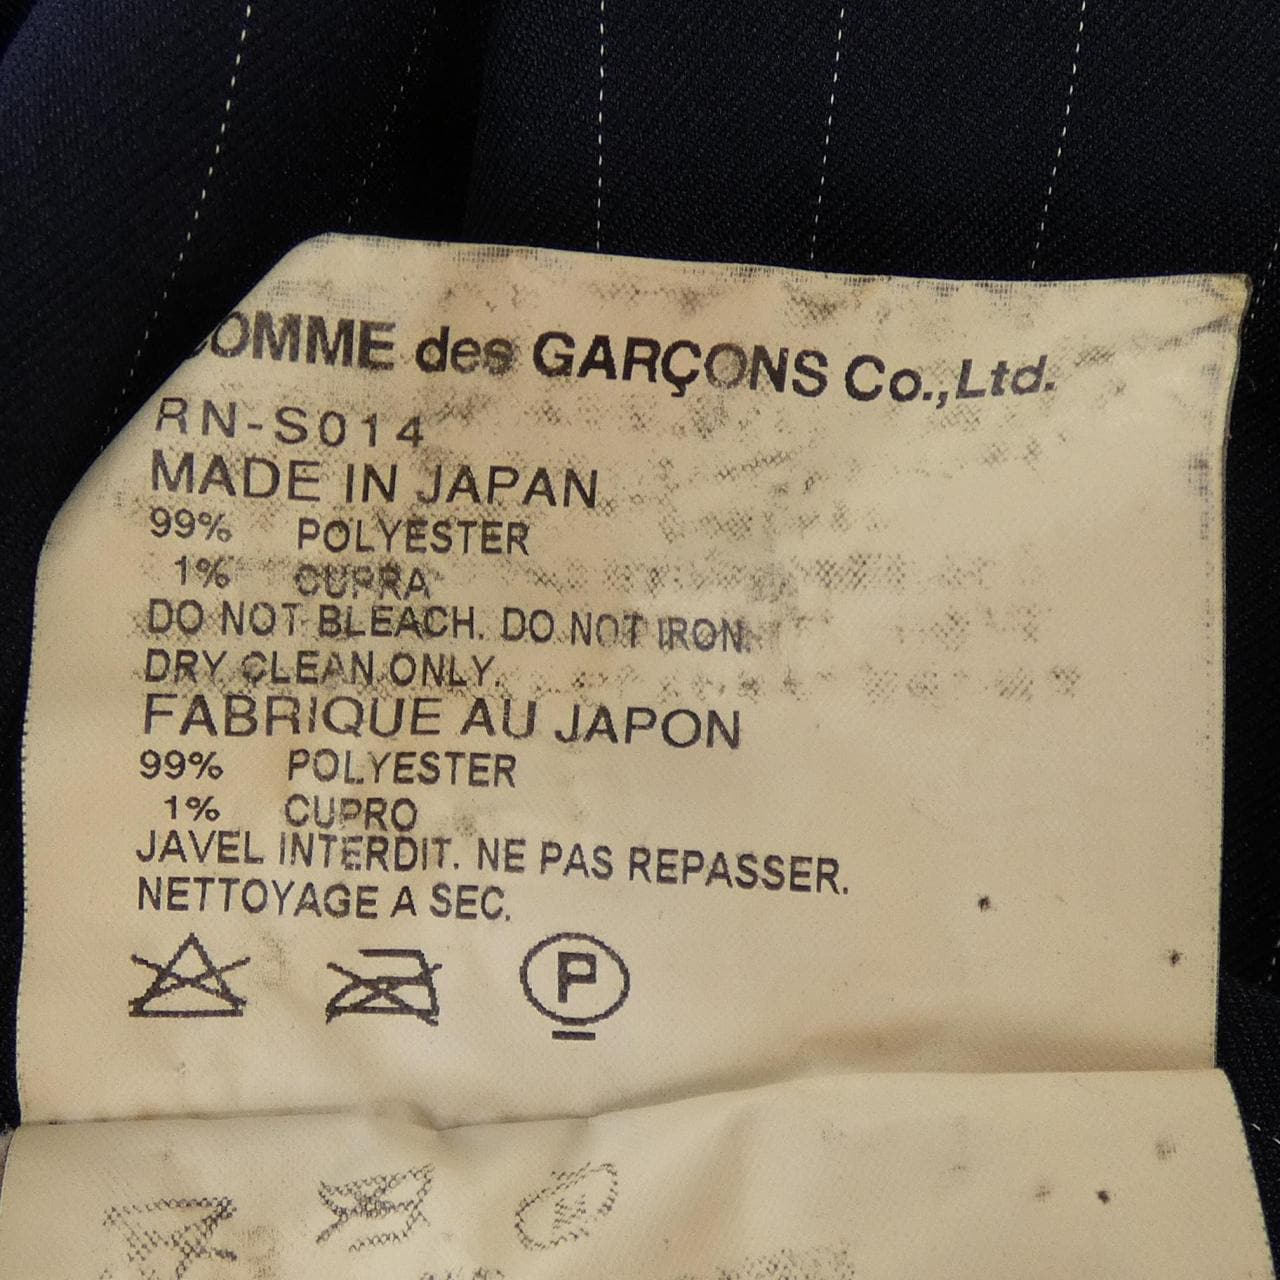 COMME des GARÇONS Co.,Ltd.
RN-S014
MADE IN JAPAN
99% POLYESTER
1% CUPRA
DO NOT BLEACH. DO NOT IRON.
DRY CLEAN ONLY.
FABRIQUE AU JAPON
99% POLYESTER
1% CUPRO
JAVEL INTERDIT. NE PAS REPASSER.
NETTOYAGE A SEC.
P